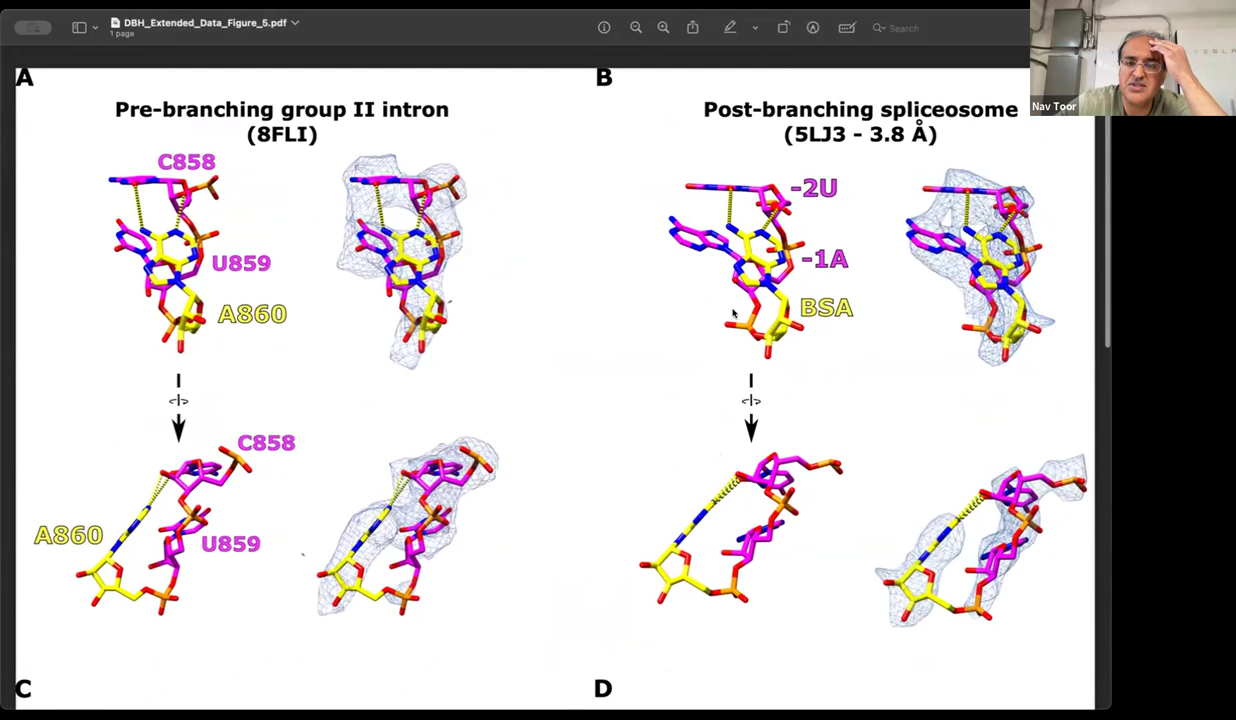 DBH_Extended_Data_Figure_5.pdf
1 page
Search
TESLA
Nav Toor
A
Pre-branching group II intron
(8FLI)
C858
U859
A860
C858
A860
U859
B
Post-branching spliceosome
(5LJ3 - 3.8 Å)
-2U
-1A
BSA
C
D